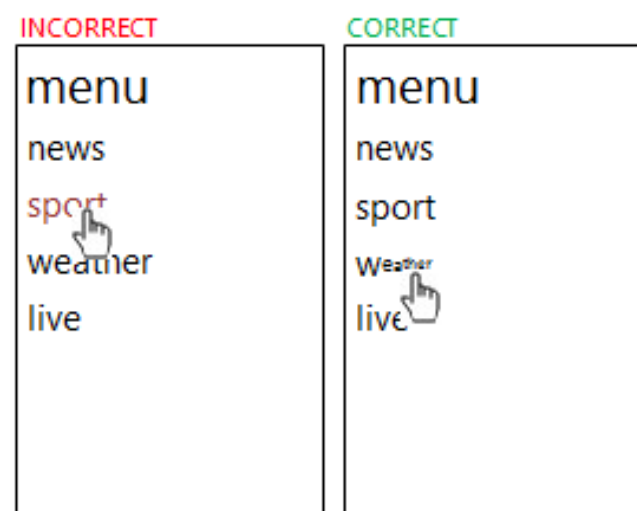 INCORRECT
menu
news
sport
weather
live
CORRECT
menu
news
sport
Weather
live